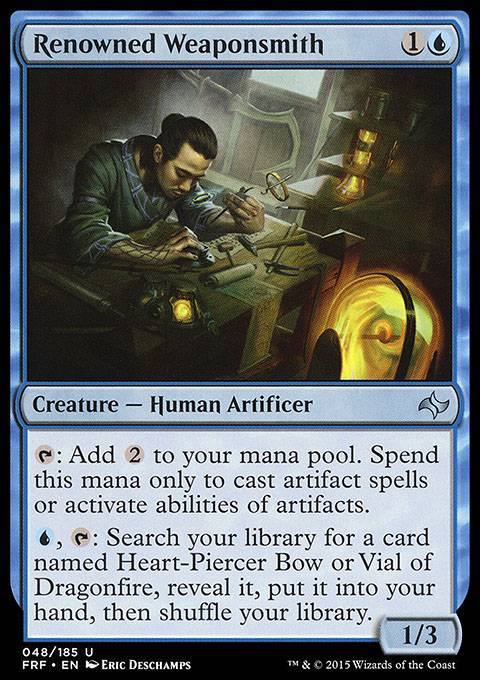 Renowned Weaponsmith 1
Creature — Human Artificer
: Add 2 to your mana pool. Spend
this mana only to cast artifact spells
or activate abilities of artifacts.
, : Search your library for a card
named Heart-Piercer Bow or Vial of
Dragonfire, reveal it, put it into your
hand, then shuffle your library.
1/3
048/185 U
FRF • EN Eric Deschamps
™ & © 2015 Wizards of the Coast